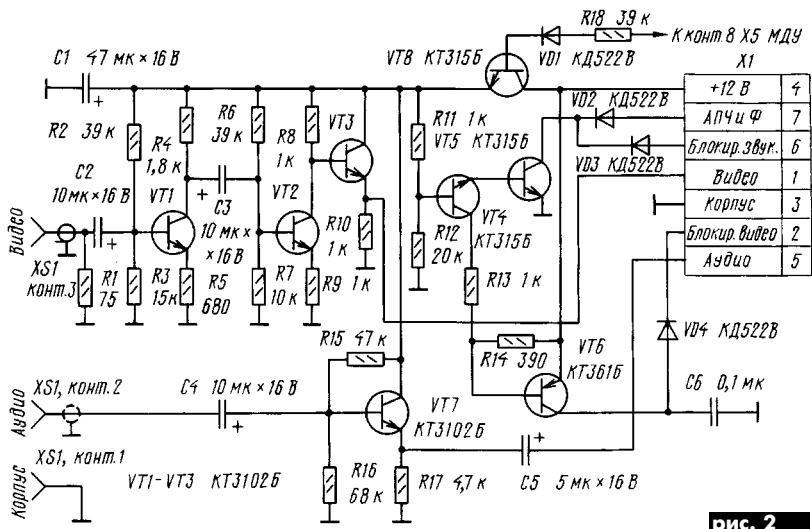 R18 39 к
К конт. 8 X5 МДУ
C1 47 мк × 16 В
VT8 КТ315Б
VD1 КД522В
X1
+12 В 4
АПЧиФ 7
Блокир. звук. 6
Видео 1
Корпус 3
Блокир. видео 2
Аудио 5
VD2 КД522В
VD3 КД522В
R2 39 к
R4 1,8 к
R6 39 к
R8 1 к
VT3
R11 1 к
VT5 КТ315Б
C2 10 мк × 16 В
VT1
C3 10 мк × × 16 В
VT2
VT4 КТ315Б
Видео
XS1 конт. 3
R1 75
R3 15 к
R5 680
R7 10 к
R9 1 к
R10 1 к
R12 20 к
R13 1 к
R15 47 к
R14 390
VT6 КТ361Б
VD4 КД522В
C6 0,1 мк
Аудио
XS1, конт. 2
C4 10 мк × 16 В
VT7 КТ3102Б
Корпус
XS1, конт. 1
VT1-VT3 КТ3102Б
R16 68 к
R17 4,7 к
C5 5 мк × 16 В
рис. 2